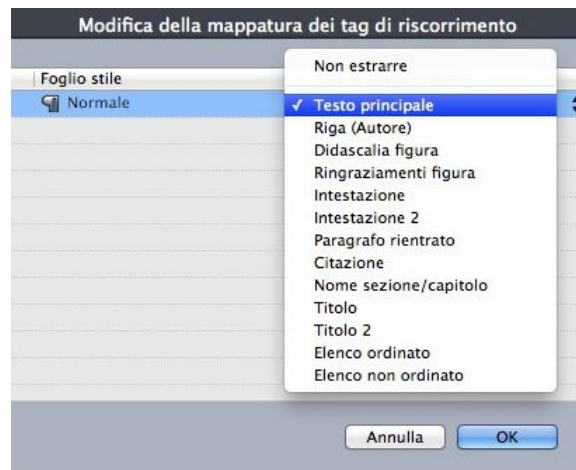 Modifica della mappatura dei tag di riscorrimento
Foglio stile
Normale
Non estrarre
✓ Testo principale
Riga (Autore)
Didascalia figura
Ringraziamenti figura
Intestazione
Intestazione 2
Paragrafo rientrato
Citazione
Nome sezione/capitolo
Titolo
Titolo 2
Elenco ordinato
Elenco non ordinato
Annulla
OK